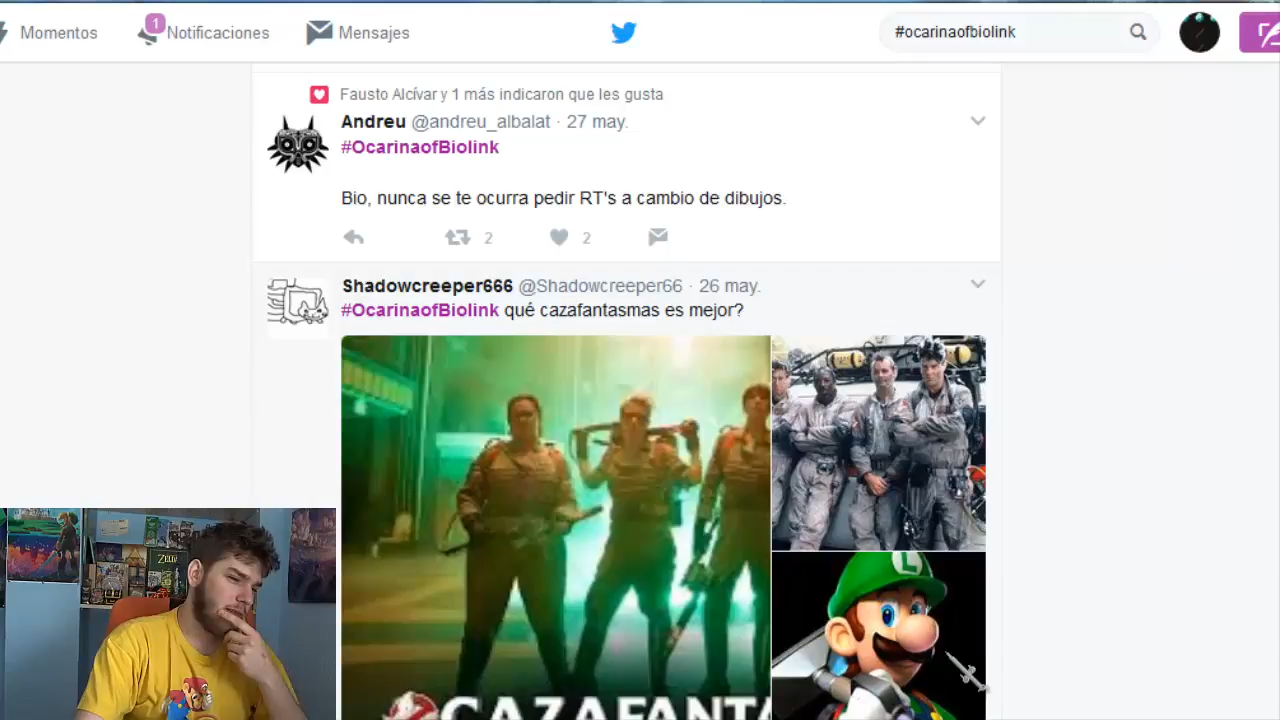 Momentos
1
Notificaciones
Mensajes
#ocarinaofbiolink
Fausto Alcívar y 1 más indicaron que les gusta
Andreu @andreu_albalat · 27 may.
#OcarinaofBiolink
Bio, nunca se te ocurra pedir RT's a cambio de dibujos.
2
2
Shadowcreeper666 @Shadowcreeper66 · 26 may.
#OcarinaofBiolink qué cazafantasmas es mejor?
L
ZELDA
CAZAFANTA